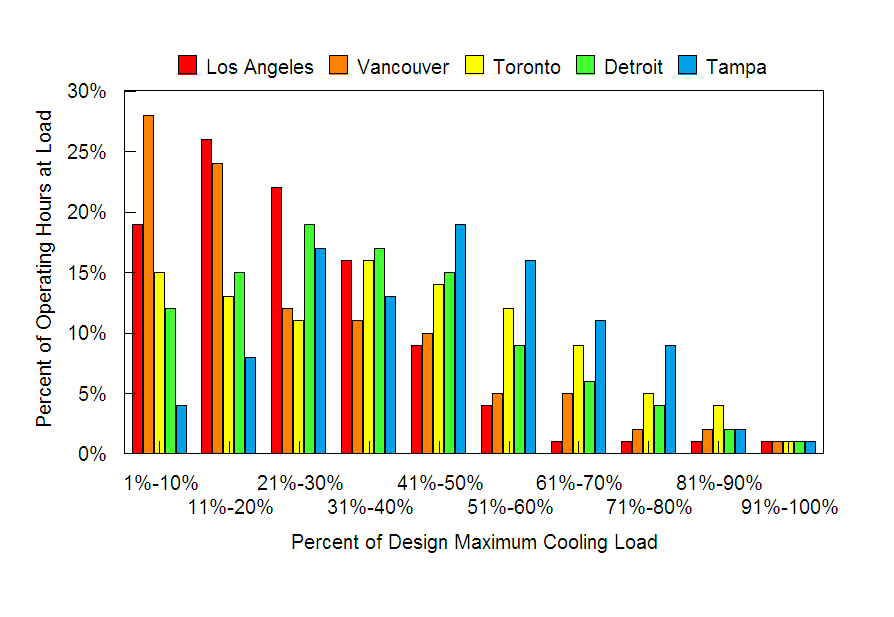 Los Angeles Vancouver Toronto Detroit Tampa
30%
25%
20%
15%
10%
5%
0%
Percent of Operating Hours at Load
1%-10% 21%-30% 41%-50% 61%-70% 81%-90%
11%-20% 31%-40% 51%-60% 71%-80% 91%-100%
Percent of Design Maximum Cooling Load